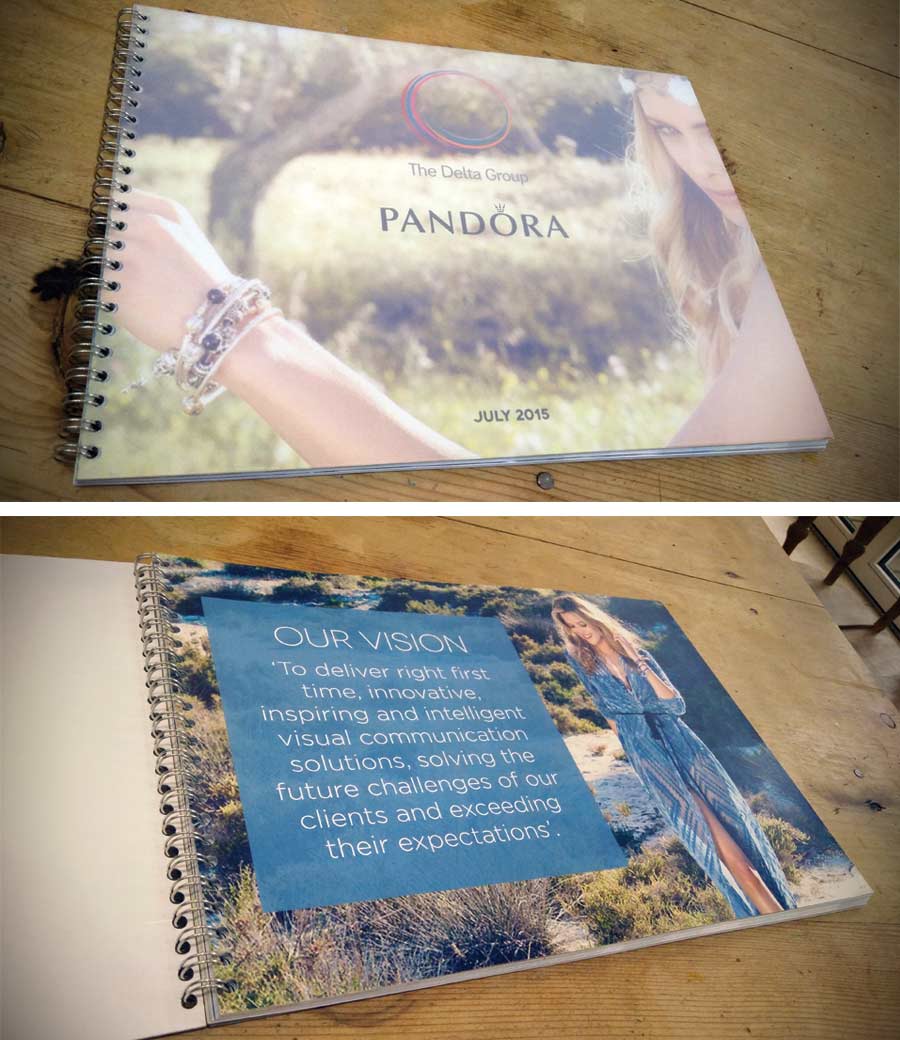 The Delta Group
PANDORA
JULY 2015
OUR VISION
‘To deliver right first
time, innovative,
inspiring and intelligent
visual communication
solutions, solving the
future challenges of our
clients and exceeding
their expectations’.